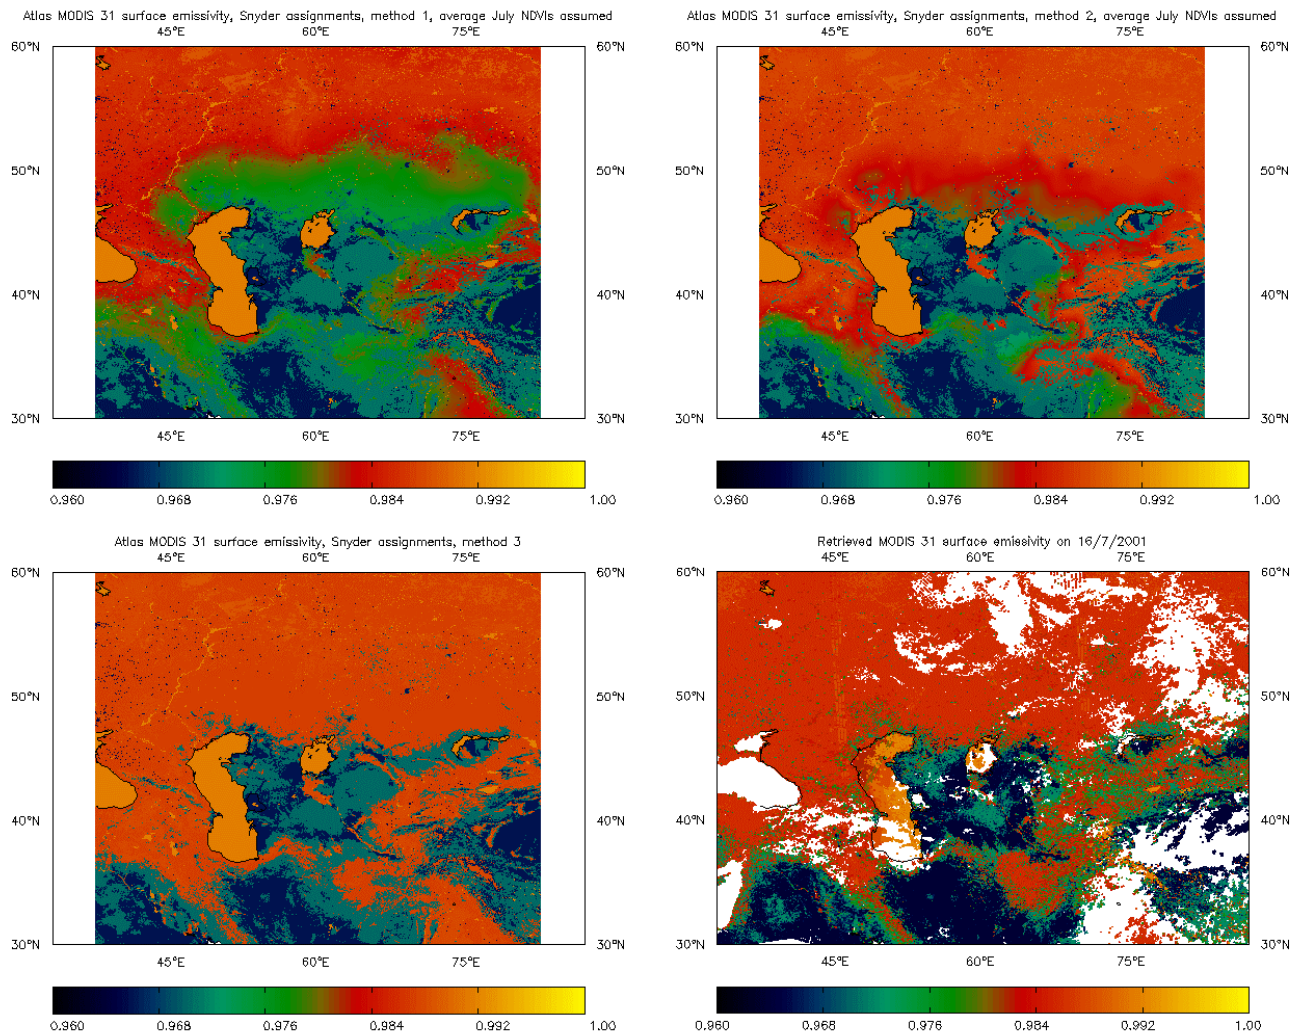 Atlas MODIS 31 surface emissivity, Snyder assignments, method 1, average July NDVIs assumed
45°E 60°E 75°E
60°N 60°N
50°N 50°N
40°N 40°N
30°N 30°N
45°E 60°E 75°E
0.960 0.968 0.976 0.984 0.992 1.00
Atlas MODIS 31 surface emissivity, Snyder assignments, method 2, average July NDVIs assumed
45°E 60°E 75°E
60°N 60°N
50°N 50°N
40°N 40°N
30°N 30°N
45°E 60°E 75°E
0.960 0.968 0.976 0.984 0.992 1.00
Atlas MODIS 31 surface emissivity, Snyder assignments, method 3
45°E 60°E 75°E
60°N 60°N
50°N 50°N
40°N 40°N
30°N 30°N
45°E 60°E 75°E
0.960 0.968 0.976 0.984 0.992 1.00
Retrieved MODIS 31 surface emissivity on 16/7/2001
45°E 60°E 75°E
60°N 60°N
50°N 50°N
40°N 40°N
30°N 30°N
45°E 60°E 75°E
0.960 0.968 0.976 0.984 0.992 1.00